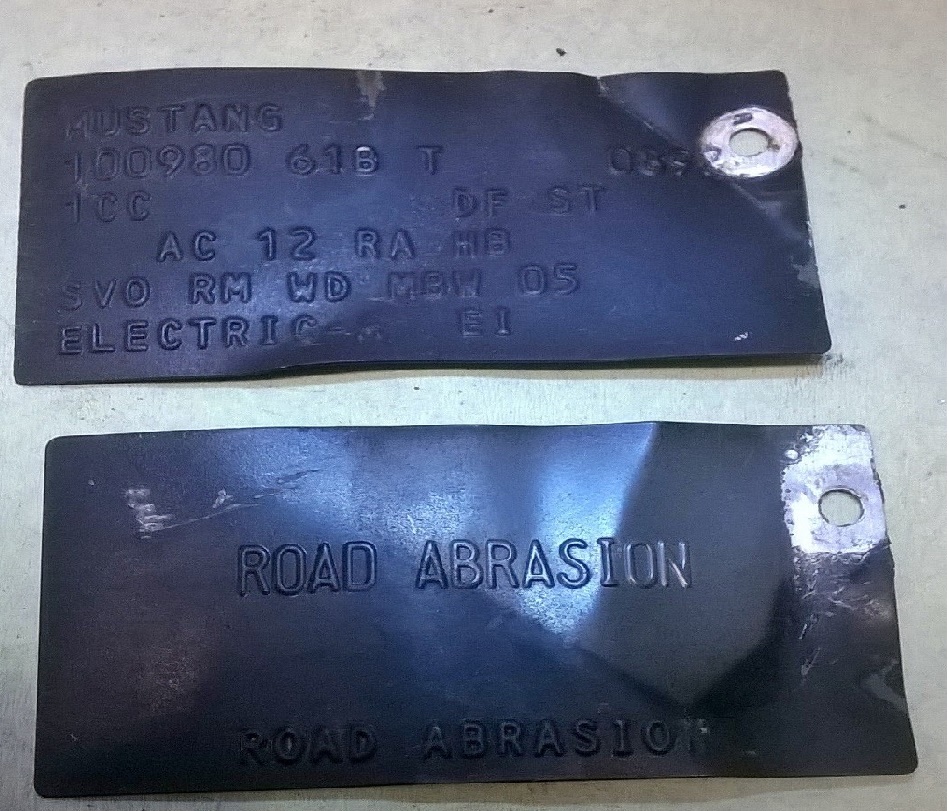 MUSTANG
100980 61B T
1CC DF ST
AC 12 RA HB
SVO RM WD MBW 05
ELECTRIC EI
ROAD ABRASION
ROAD ABRASION